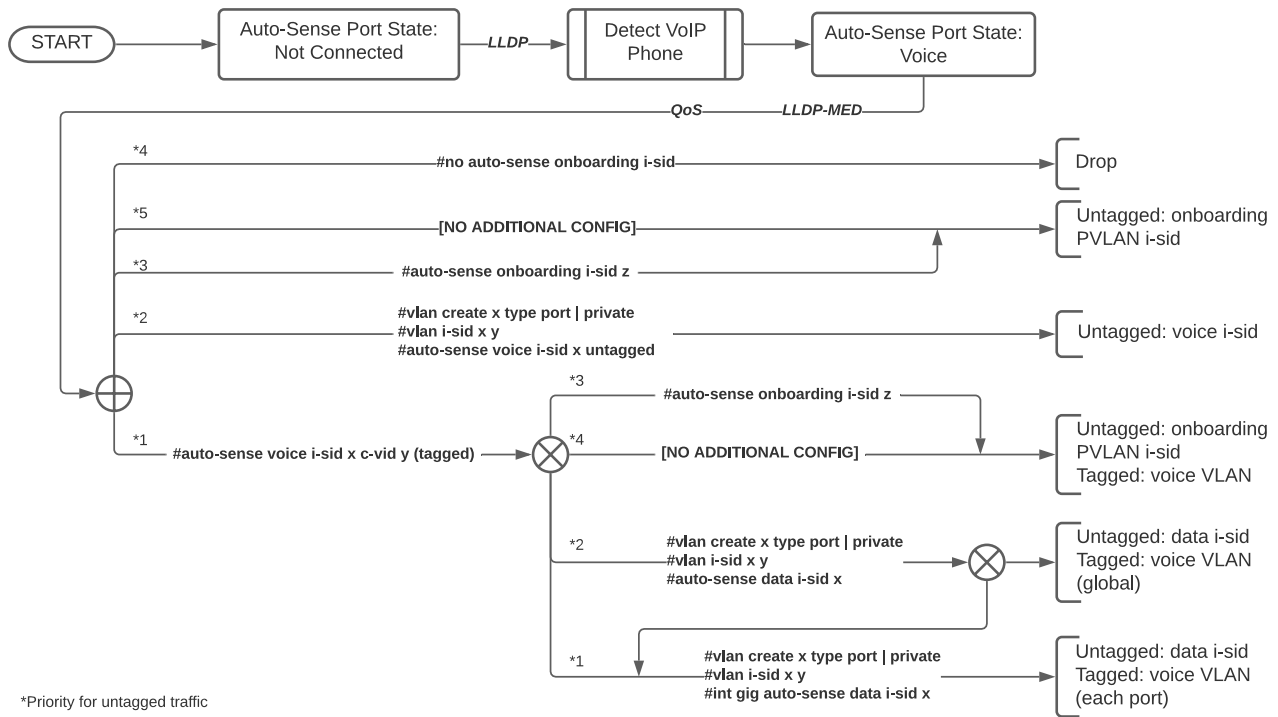 START
Auto-Sense Port State:
Not Connected
LLDP
Detect VoIP
Phone
Auto-Sense Port State:
Voice
QoS
LLDP-MED
*4
#no auto-sense onboarding i-sid
Drop
*5
[NO ADDITIONAL CONFIG]
Untagged: onboarding
PVLAN i-sid
*3
#auto-sense onboarding i-sid z
*2
#vlan create x type port | private
#vlan i-sid x y
#auto-sense voice i-sid x untagged
Untagged: voice i-sid
*1
#auto-sense voice i-sid x c-vid y (tagged)
*3
#auto-sense onboarding i-sid z
*4
[NO ADDITIONAL CONFIG]
Untagged: onboarding
PVLAN i-sid
Tagged: voice VLAN
*2
#vlan create x type port | private
#vlan i-sid x y
#auto-sense data i-sid x
Untagged: data i-sid
Tagged: voice VLAN
(global)
*1
#vlan create x type port | private
#vlan i-sid x y
#int gig auto-sense data i-sid x
Untagged: data i-sid
Tagged: voice VLAN
(each port)
*Priority for untagged traffic